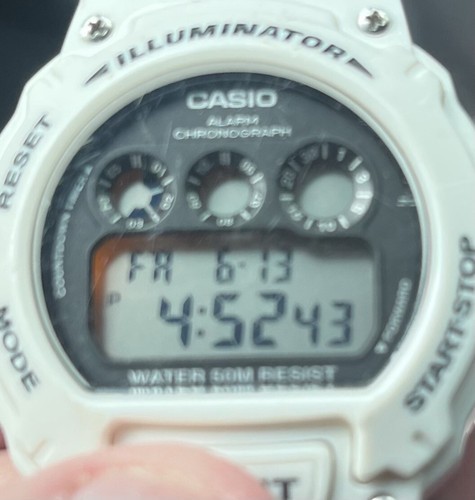 ILLUMINATOR
CASIO
ALARM
CHRONOGRAPH
RESET
FR 6-13
P
4:52 43
WATER 50M RESIST
MODE
START·STOP